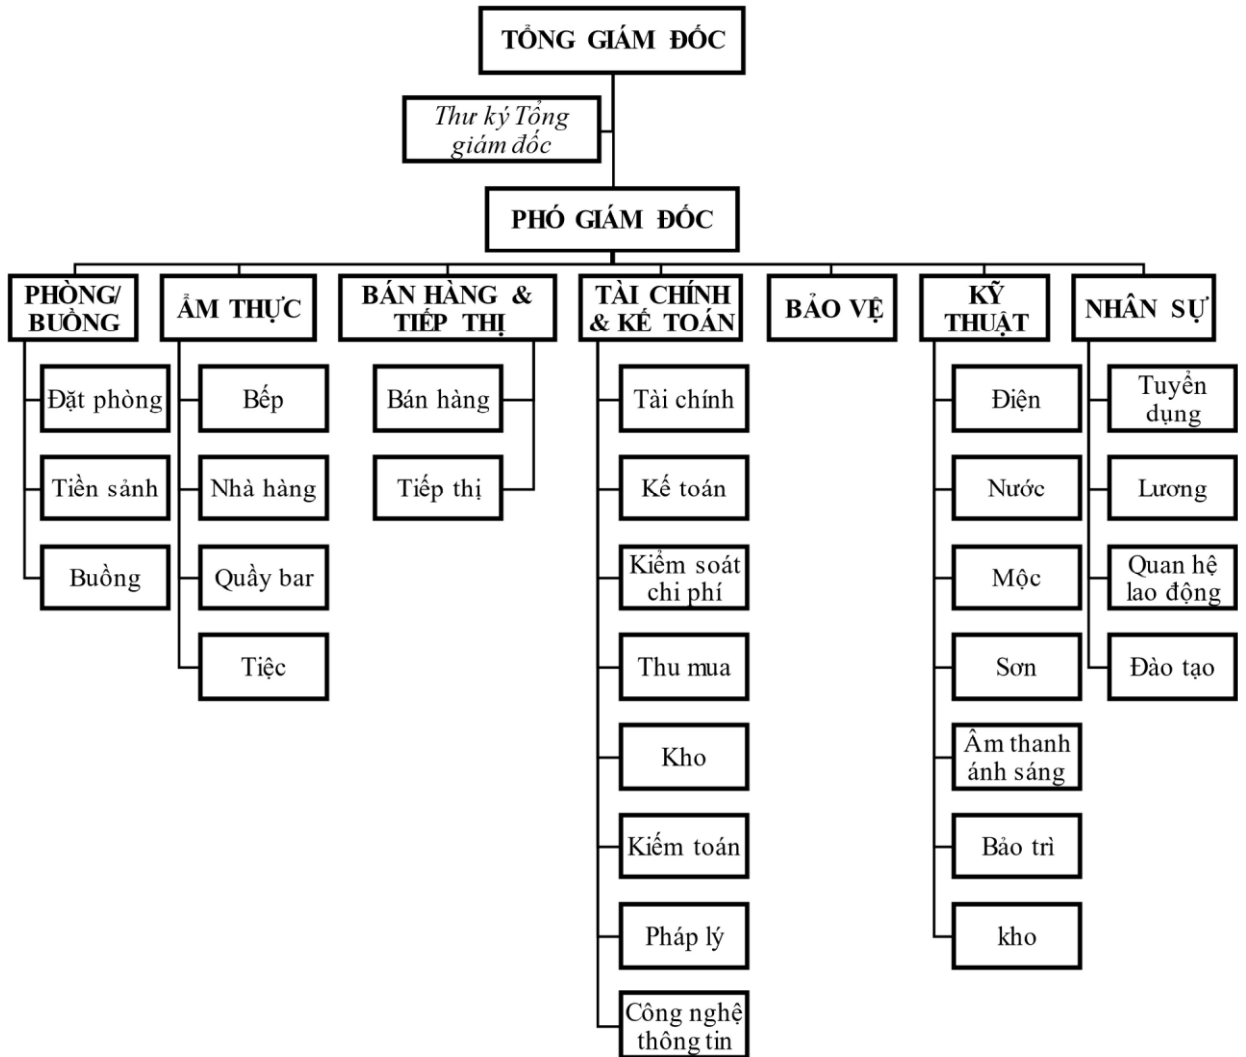 TỔNG GIÁM ĐỐC
Thư ký Tổng
giám đốc
PHÓ GIÁM ĐỐC
PHÒNG/
BUỒNG
ẨM THỰC
BÁN HÀNG &
TIẾP THỊ
TÀI CHÍNH
& KẾ TOÁN
BẢO VỆ
KỸ
THUẬT
NHÂN SỰ
Đặt phòng
Tiền sảnh
Buồng
Bếp
Nhà hàng
Quầy bar
Tiệc
Bán hàng
Tiếp thị
Tài chính
Kế toán
Kiểm soát
chi phí
Thu mua
Kho
Kiếm toán
Pháp lý
Công nghệ
thông tin
Điện
Nước
Mộc
Sơn
Âm thanh
ánh sáng
Bảo trì
kho
Tuyển
dụng
Lương
Quan hệ
lao động
Đào tạo